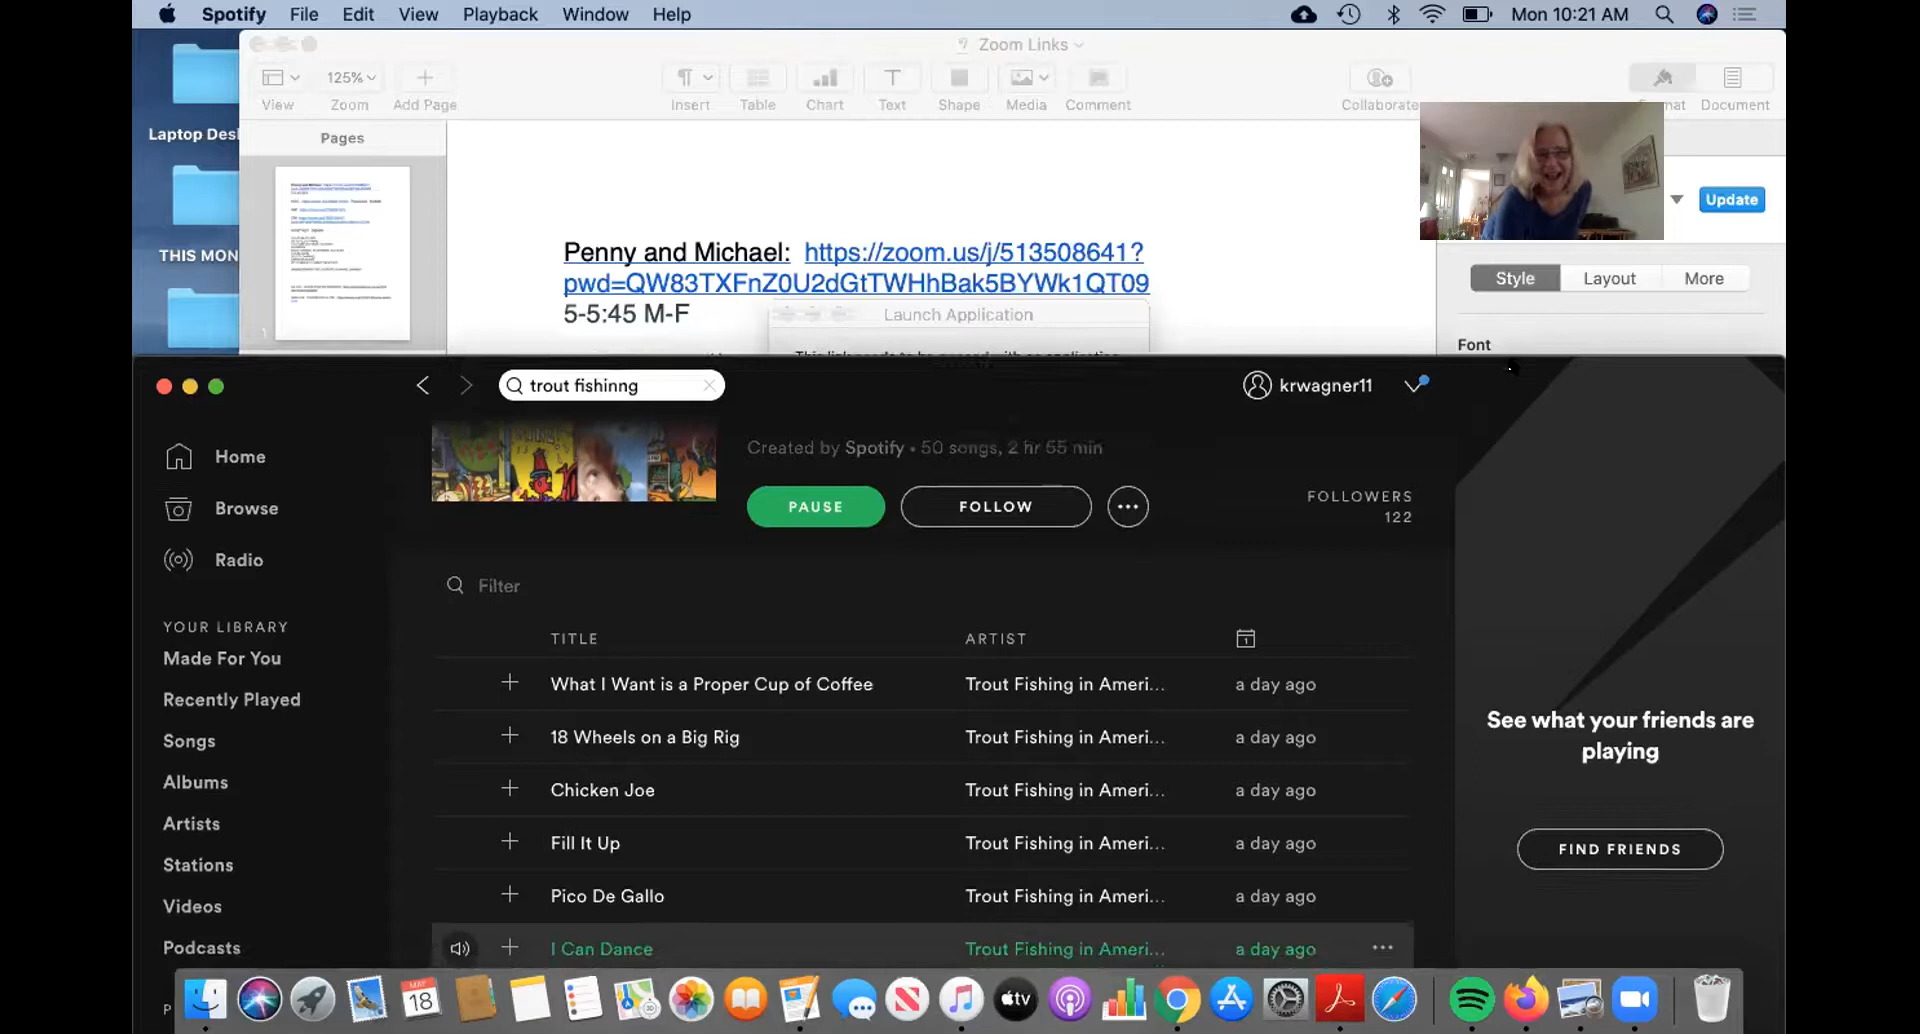 Spotify File Edit View Playback Window Help Mon 10:21 AM
Zoom Links
125%
View Zoom Add Page Insert Table Chart Text Shape Media Comment Collaborate Document
Laptop Des
Pages
Update
Penny and Michael: https://zoom.us/j/513508641?
pwd=QW83TXFnZ0U2dGtTWHhBak5BYWk1QT09
THIS MON
Style Layout More
5-5:45 M-F
Launch Application
1
Font
trout fishinng
krwagner11
Created by Spotify • 50 songs, 2 hr 55 min
Home
PAUSE FOLLOW
FOLLOWERS
122
Browse
Radio
Filter
YOUR LIBRARY
TITLE ARTIST
Made For You
What I Want is a Proper Cup of Coffee Trout Fishing in Ameri... a day ago
Recently Played
18 Wheels on a Big Rig Trout Fishing in Ameri... a day ago
Songs
Albums
Chicken Joe Trout Fishing in Ameri... a day ago
Artists
Fill It Up Trout Fishing in Ameri... a day ago
Stations
Pico De Gallo Trout Fishing in Ameri... a day ago
Videos
Podcasts
I Can Dance Trout Fishing in Ameri... a day ago
See what your friends are
playing
FIND FRIENDS
P
MAY
18
tv